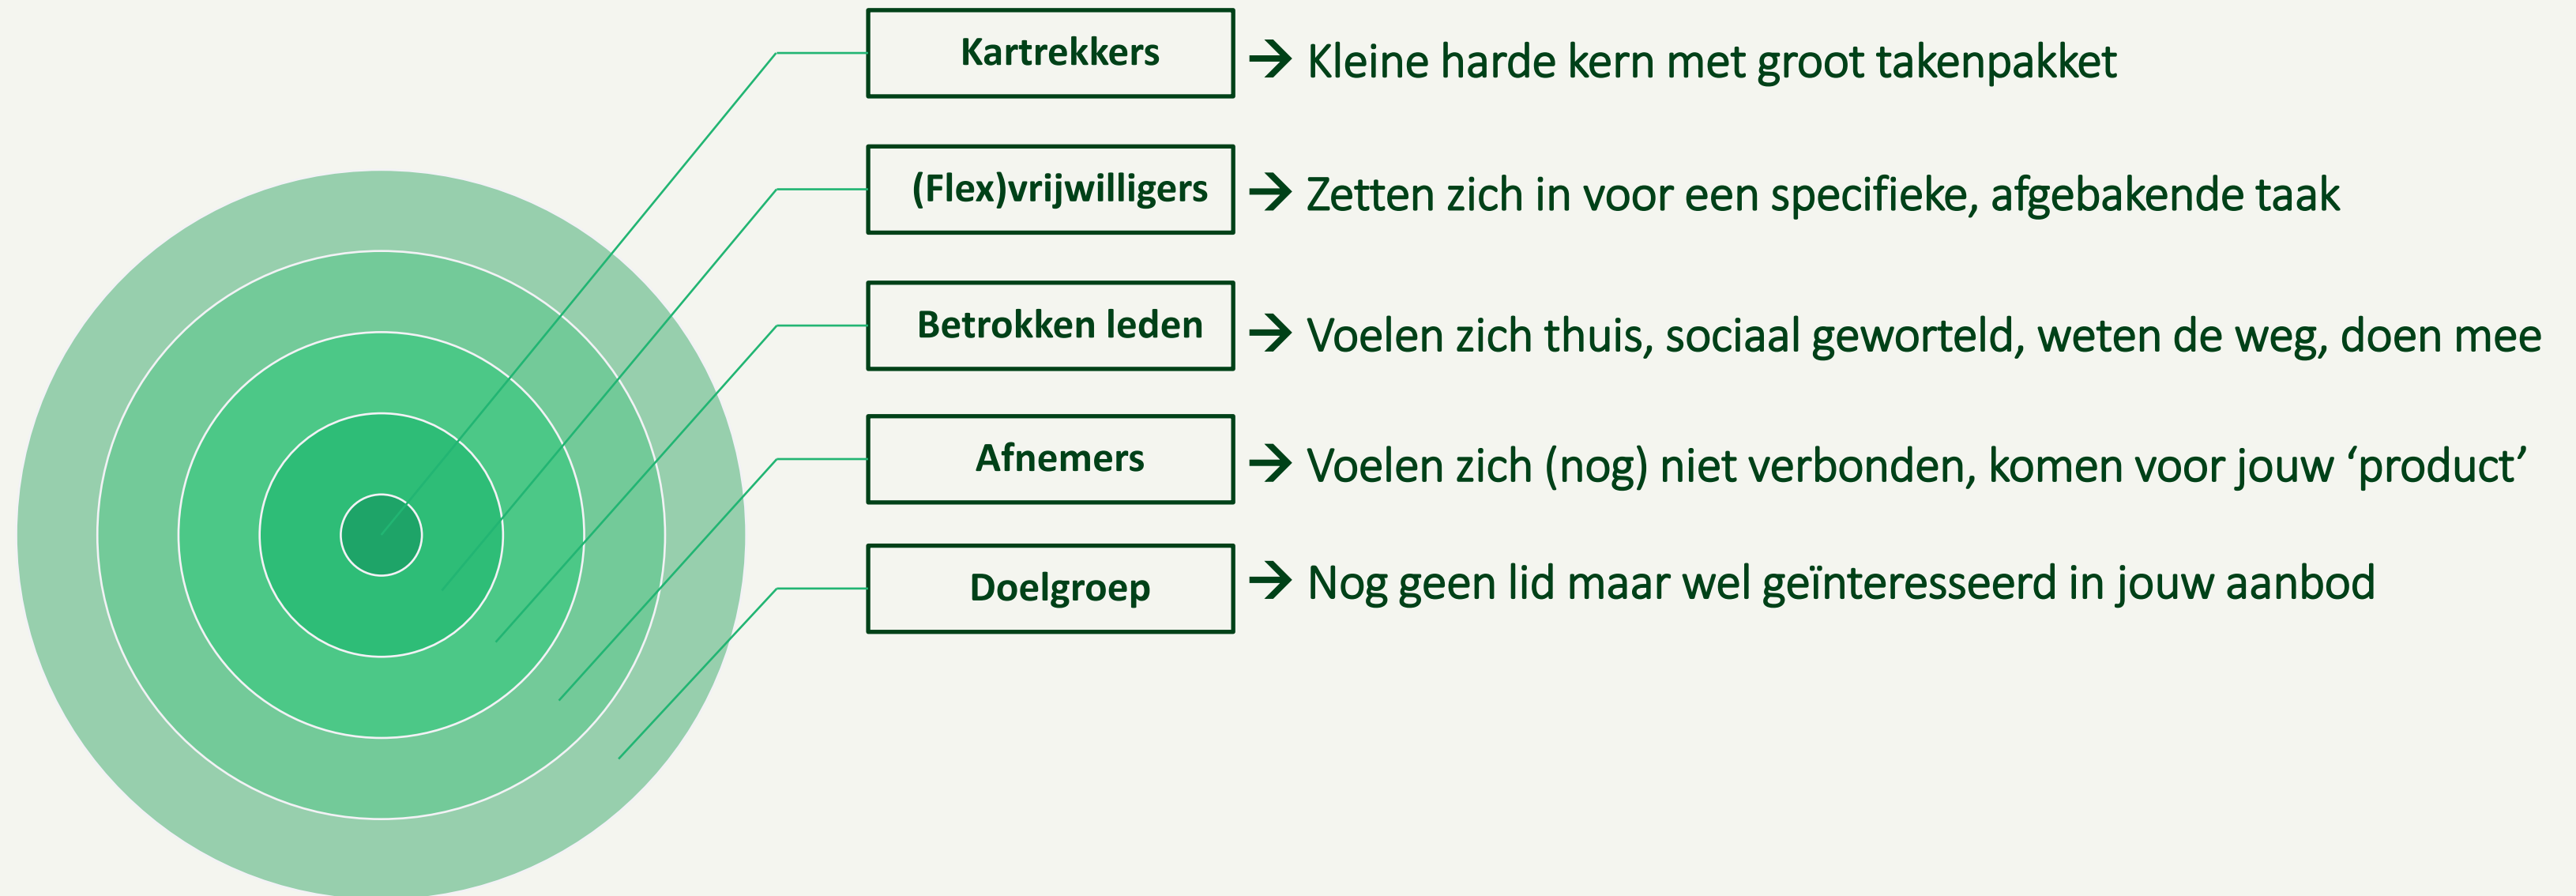 Kartrekkers → Kleine harde kern met groot takenpakket
(Flex)vrijwilligers → Zetten zich in voor een specifieke, afgebakende taak
Betrokken leden → Voelen zich thuis, sociaal geworteld, weten de weg, doen mee
Afnemers → Voelen zich (nog) niet verbonden, komen voor jouw ‘product’
Doelgroep → Nog geen lid maar wel geïnteresseerd in jouw aanbod